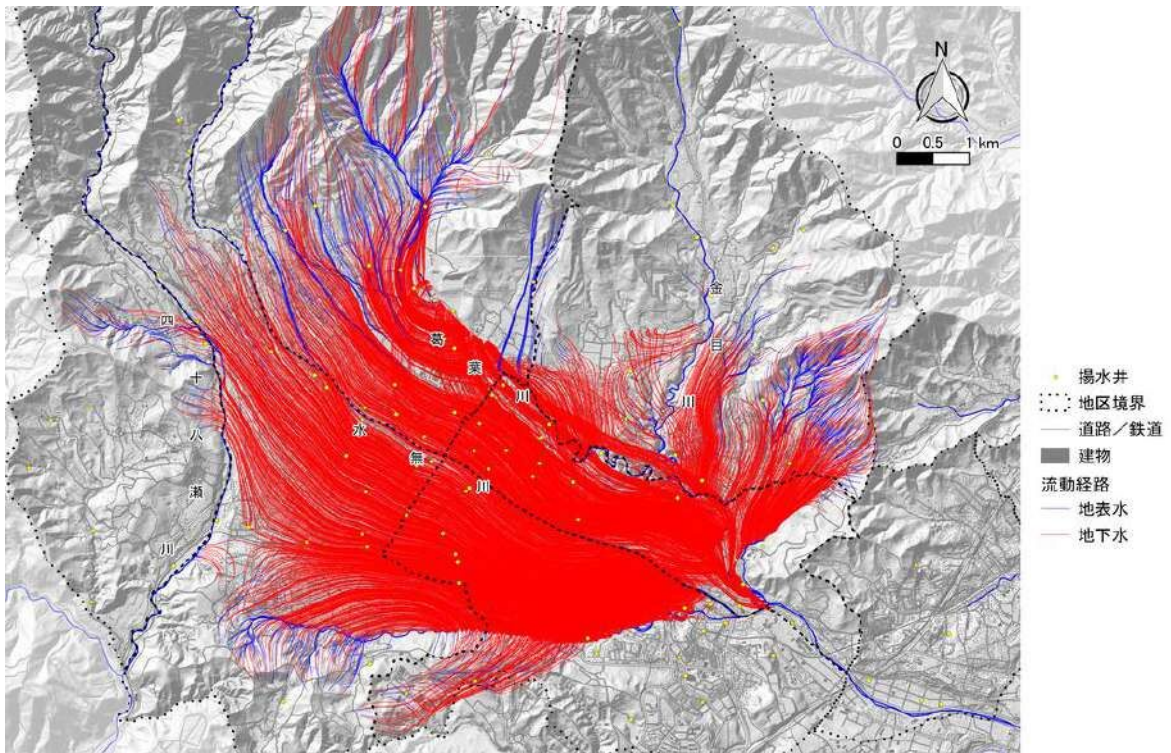 N
0 0.5 1 km
四十八瀬川
水無川
葛葉川
金目川
揚水井
地区境界
道路／鉄道
建物
流動経路
地表水
地下水